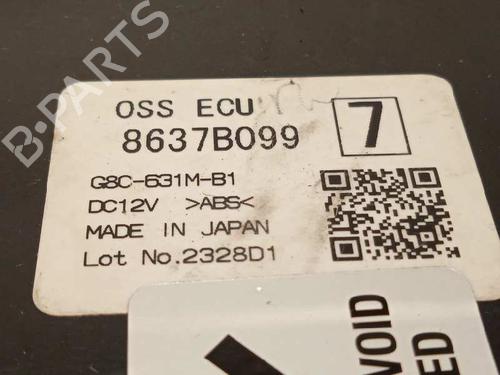 B-PARTS
OSS ECU
8637B099
7
G8C-631M-B1
DC12V >ABS<
MADE IN JAPAN
Lot No.2328D1
VOID
ED